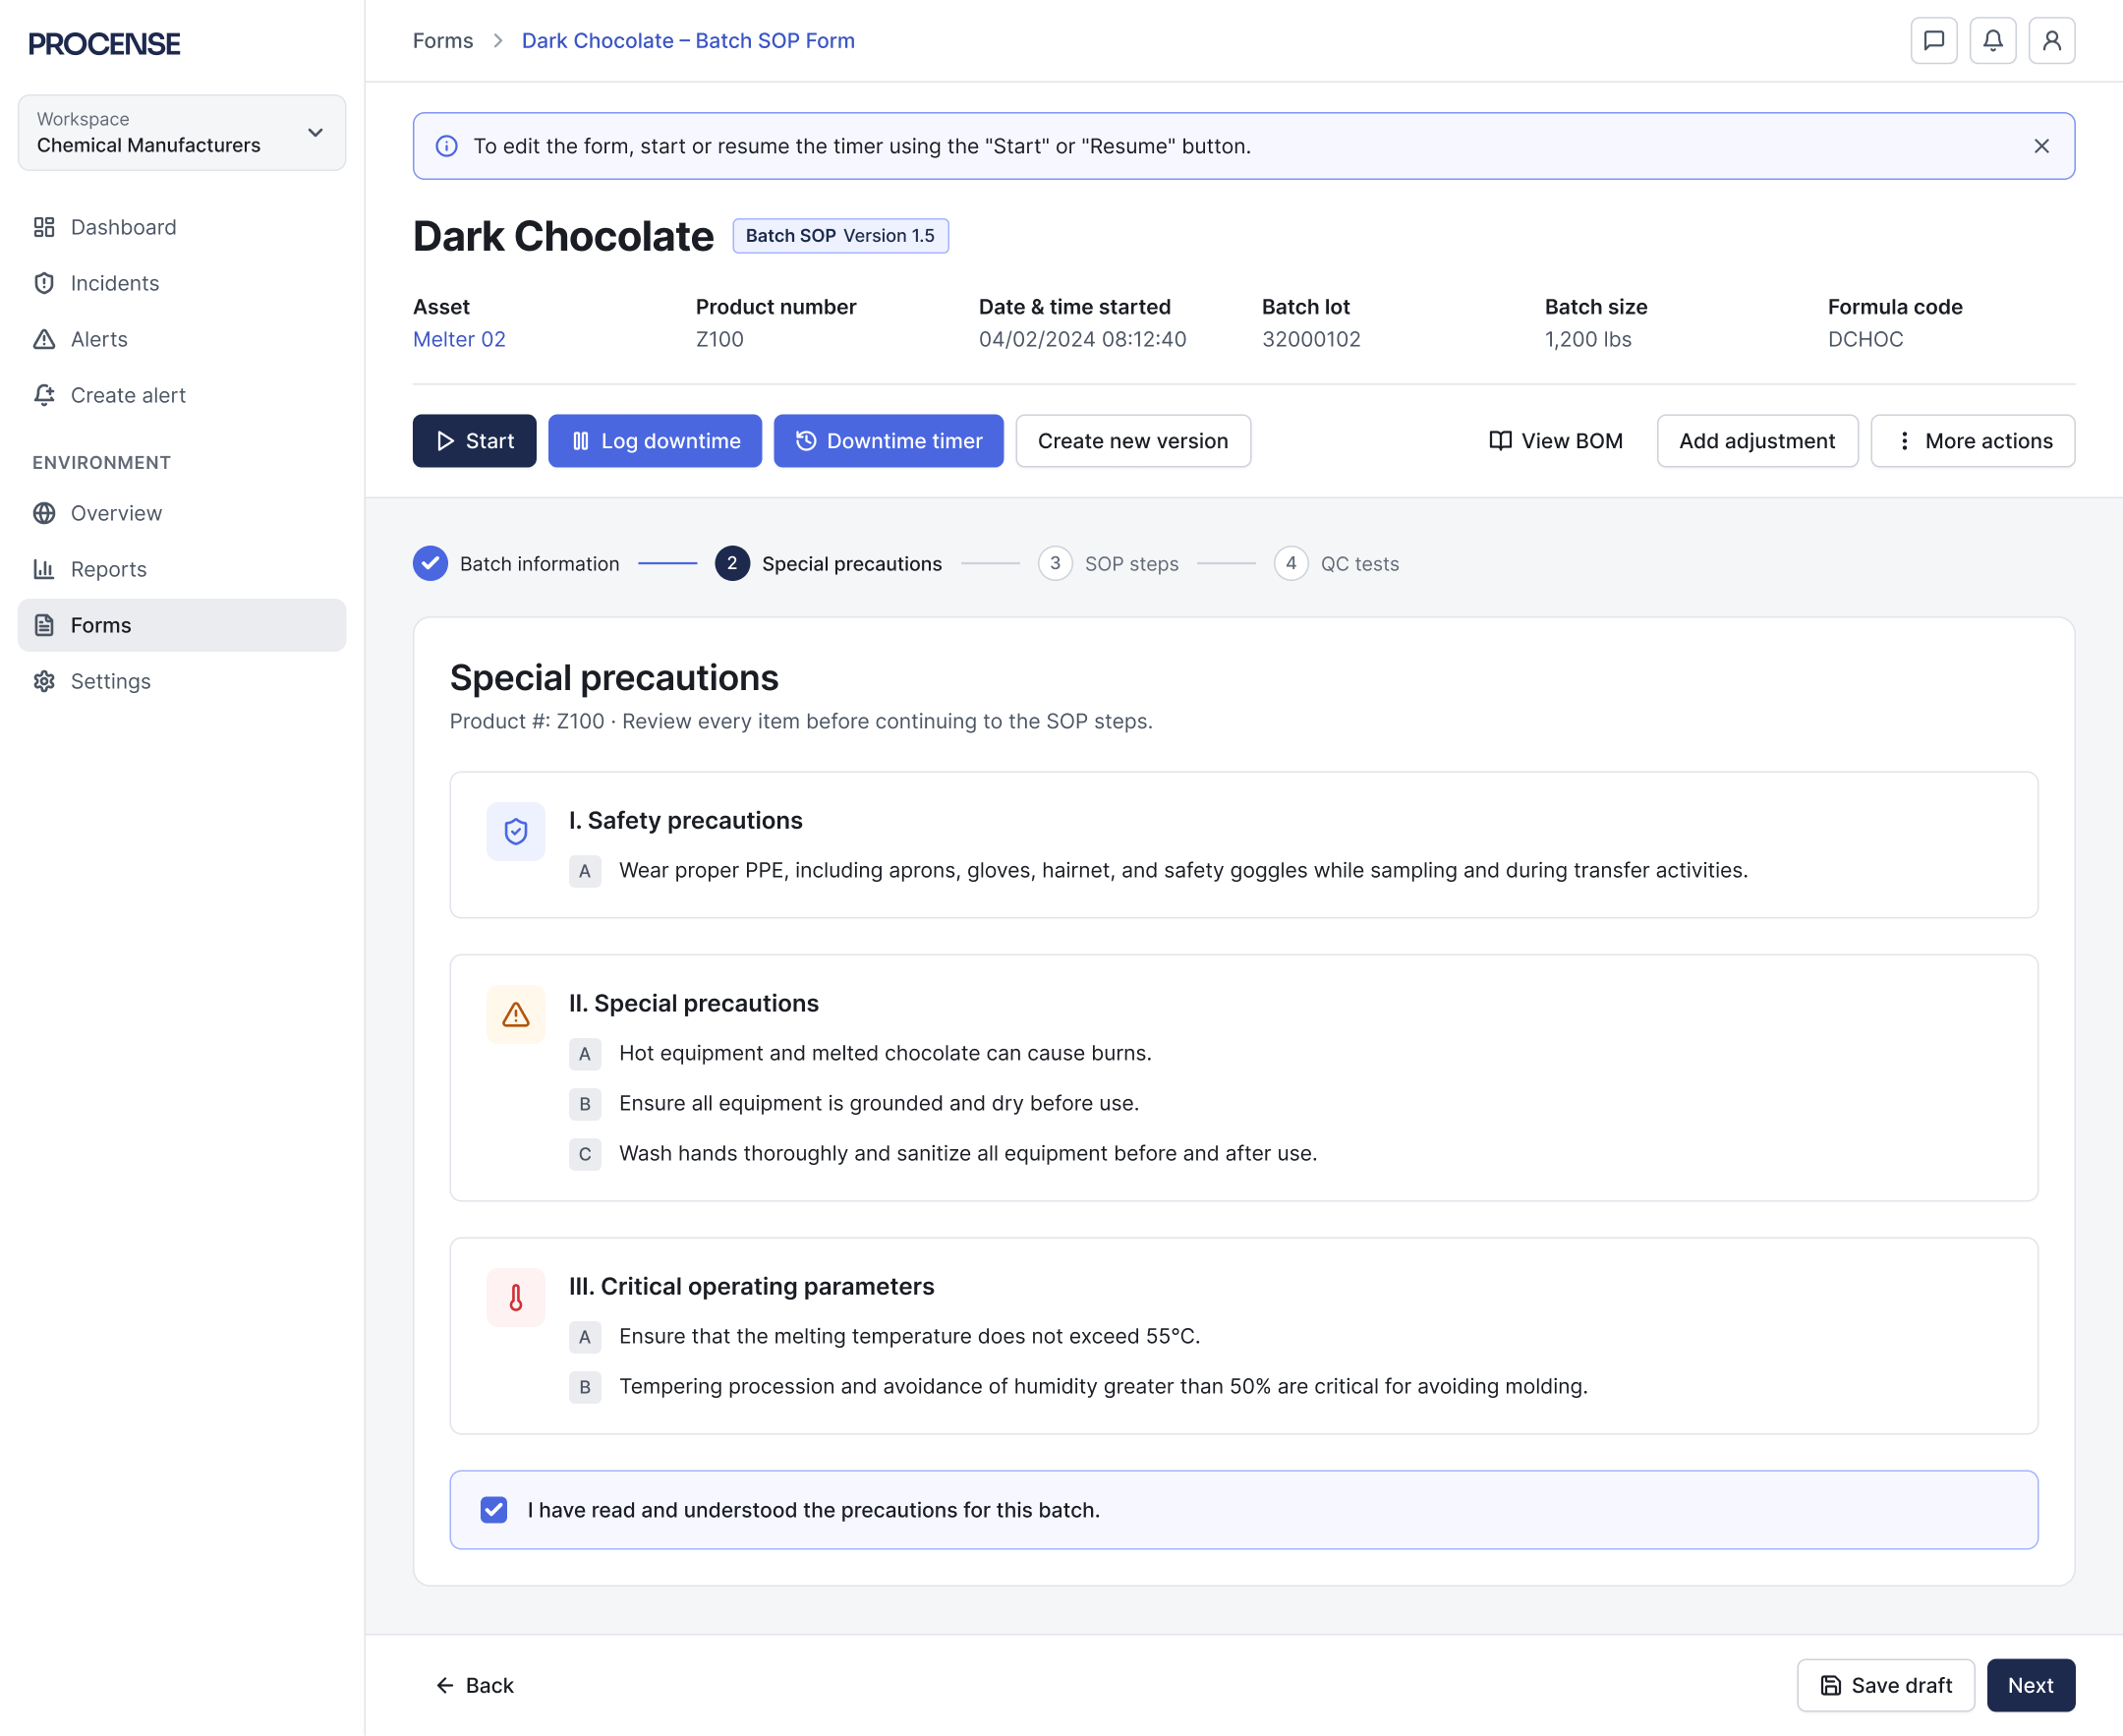 PROCENSE
Workspace
Chemical Manufacturers
Dashboard
Incidents
Alerts
Create alert
ENVIRONMENT
Overview
Reports
Forms
Settings
Forms
Dark Chocolate – Batch SOP Form
To edit the form, start or resume the timer using the "Start" or "Resume" button.
Dark Chocolate
Batch SOP Version 1.5
Asset
Melter 02
Product number
Z100
Date & time started
04/02/2024 08:12:40
Batch lot
32000102
Batch size
1,200 lbs
Formula code
DCHOC
Start
Log downtime
Downtime timer
Create new version
View BOM
Add adjustment
More actions
Batch information
2 Special precautions
3 SOP steps
4 QC tests
Special precautions
Product #: Z100 · Review every item before continuing to the SOP steps.
I. Safety precautions
A Wear proper PPE, including aprons, gloves, hairnet, and safety goggles while sampling and during transfer activities.
II. Special precautions
A Hot equipment and melted chocolate can cause burns.
B Ensure all equipment is grounded and dry before use.
C Wash hands thoroughly and sanitize all equipment before and after use.
III. Critical operating parameters
A Ensure that the melting temperature does not exceed 55°C.
B Tempering procession and avoidance of humidity greater than 50% are critical for avoiding molding.
I have read and understood the precautions for this batch.
Back
Save draft
Next